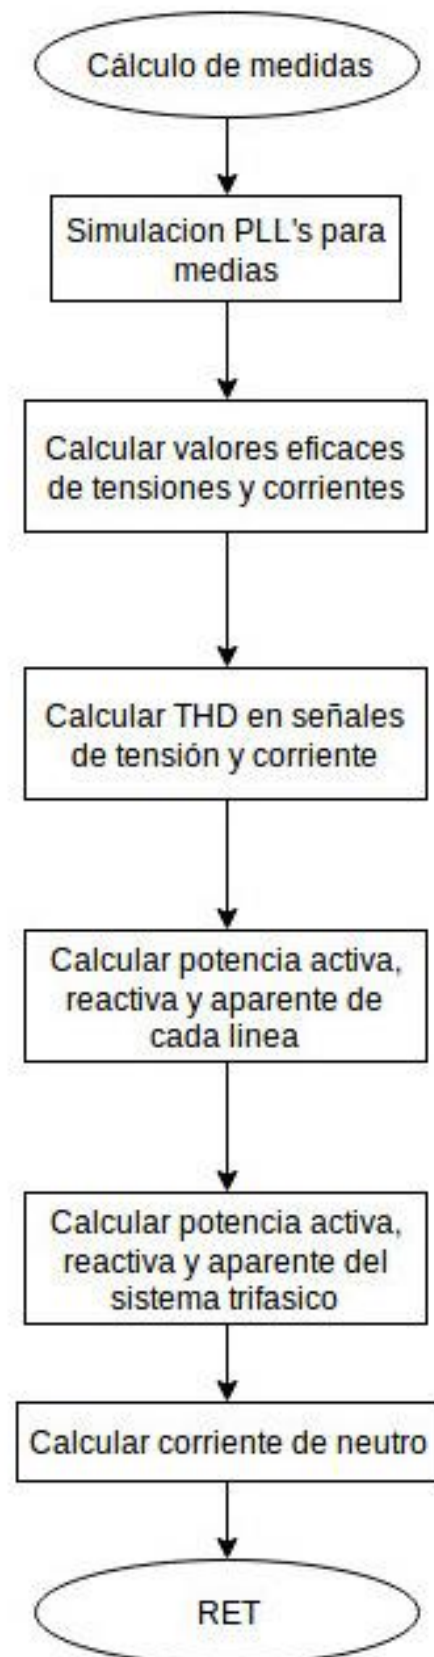 Cálculo de medidas
Simulacion PLL's para
medias
Calcular valores eficaces
de tensiones y corrientes
Calcular THD en señales
de tensión y corriente
Calcular potencia activa,
reactiva y aparente de
cada linea
Calcular potencia activa,
reactiva y aparente del
sistema trifasico
Calcular corriente de neutro
RET